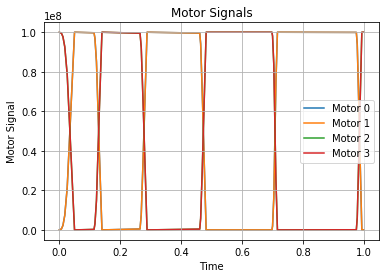 Motor Signals
1e8
Motor Signal
1.0
0.8
0.6
0.4
0.2
0.0
Motor 0
Motor 1
Motor 2
Motor 3
0.0 0.2 0.4 0.6 0.8 1.0
Time